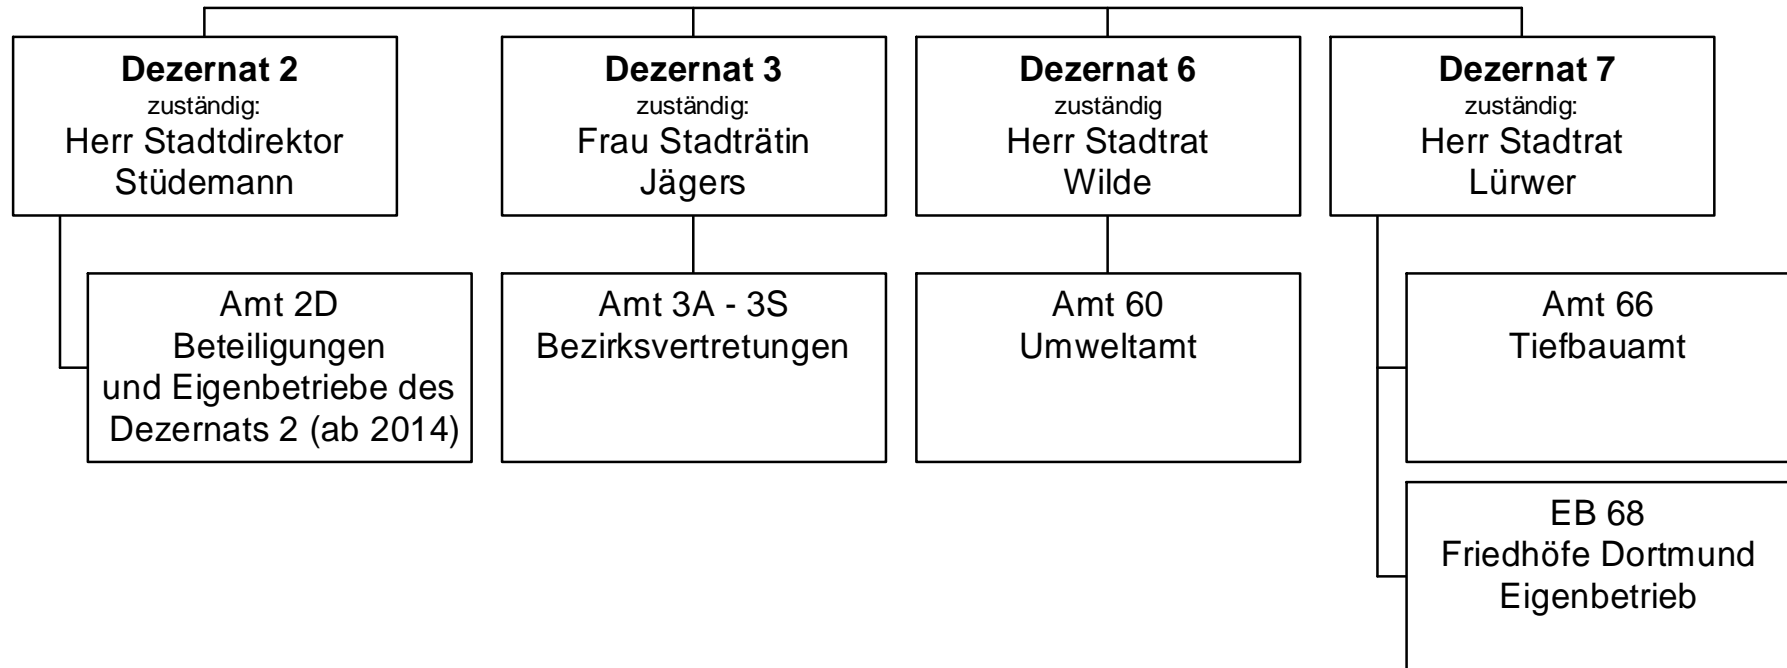 Dezernat 2
zuständig:
Herr Stadtdirektor
Stüdemann
Dezernat 3
zuständig:
Frau Stadträtin
Jägers
Dezernat 6
zuständig
Herr Stadtrat
Wilde
Dezernat 7
zuständig:
Herr Stadtrat
Lürwer
Amt 2D
Beteiligungen
und Eigenbetriebe des
Dezernats 2 (ab 2014)
Amt 3A - 3S
Bezirksvertretungen
Amt 60
Umweltamt
Amt 66
Tiefbauamt
EB 68
Friedhöfe Dortmund
Eigenbetrieb